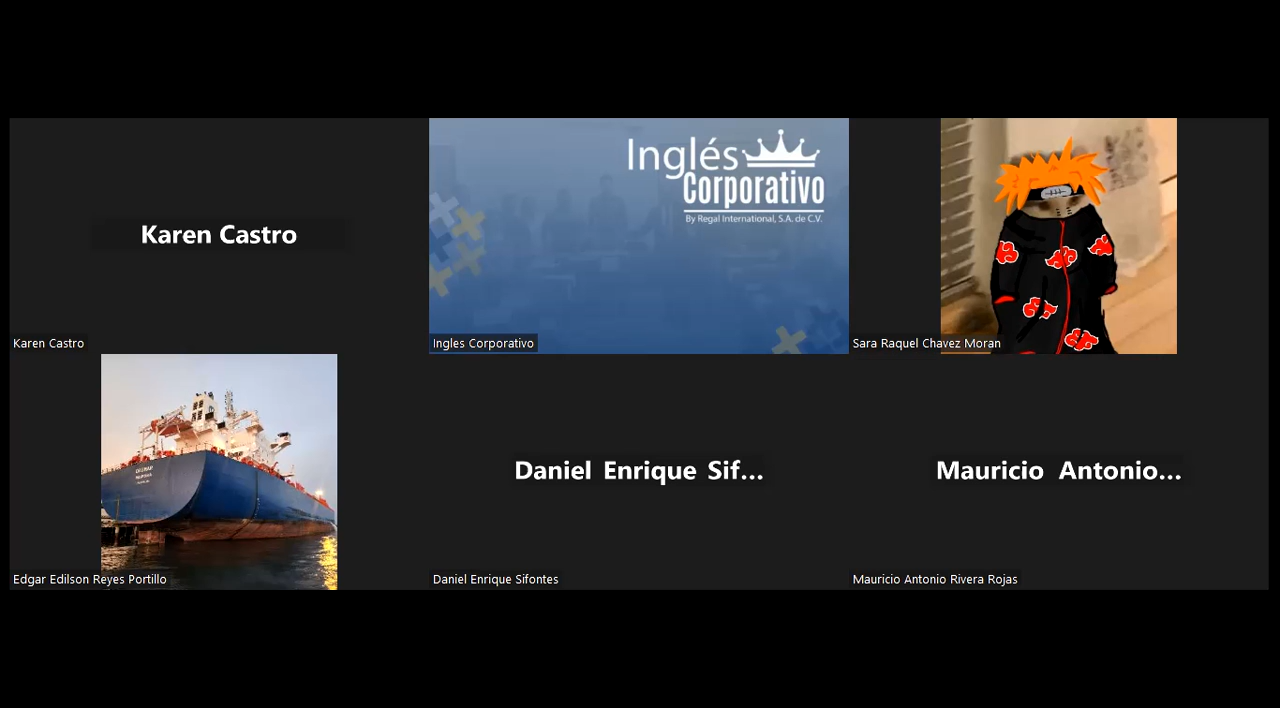 Karen Castro
Karen Castro
Inglés
Corporativo
By Regal International, S.A. de C.V.
Ingles Corporativo
Sara Raquel Chavez Moran
Edgar Edilson Reyes Portillo
Daniel Enrique Sif...
Daniel Enrique Sifontes
Mauricio Antonio...
Mauricio Antonio Rivera Rojas